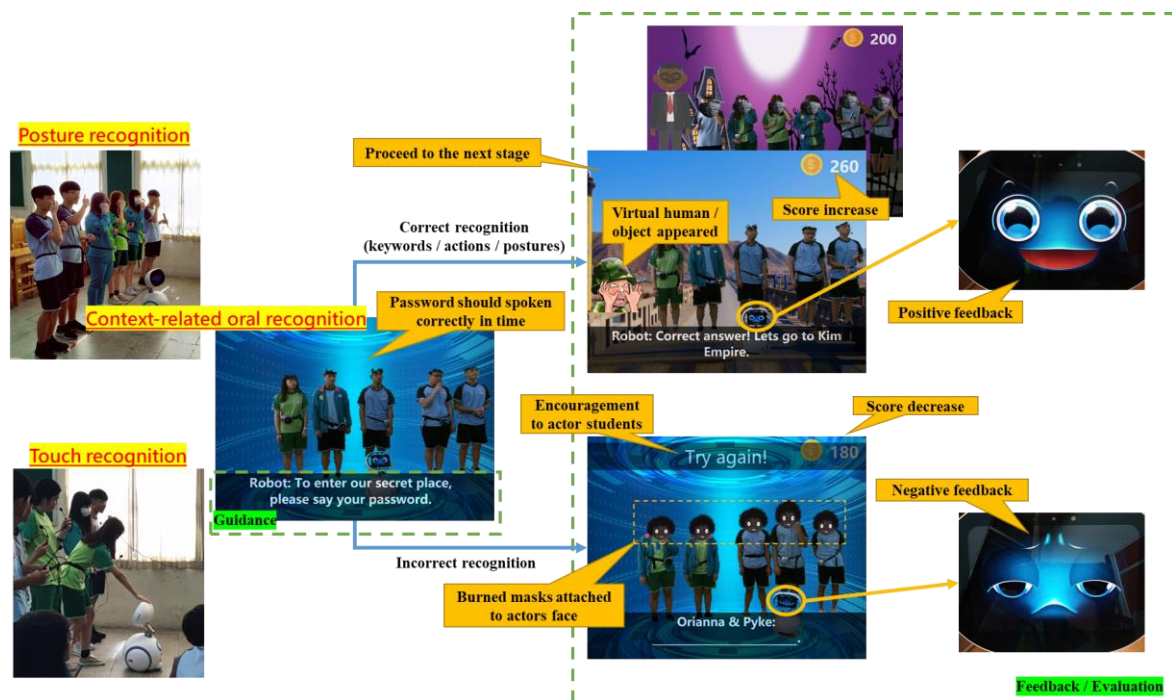 Posture recognition
Context-related oral recognition
Touch recognition
Password should spoken
correctly in time
Robot: To enter our secret place,
please say your password.
Guidance
Correct recognition
(keywords / actions / postures)
Incorrect recognition
Proceed to the next stage
200
260
Score increase
Virtual human /
object appeared
Robot: Correct answer! Lets go to Kim
Empire.
Positive feedback
Encouragement
to actor students
Score decrease
Try again!
180
Negative feedback
Burned masks attached
to actors face
Orianna & Pyke:
Feedback / Evaluation